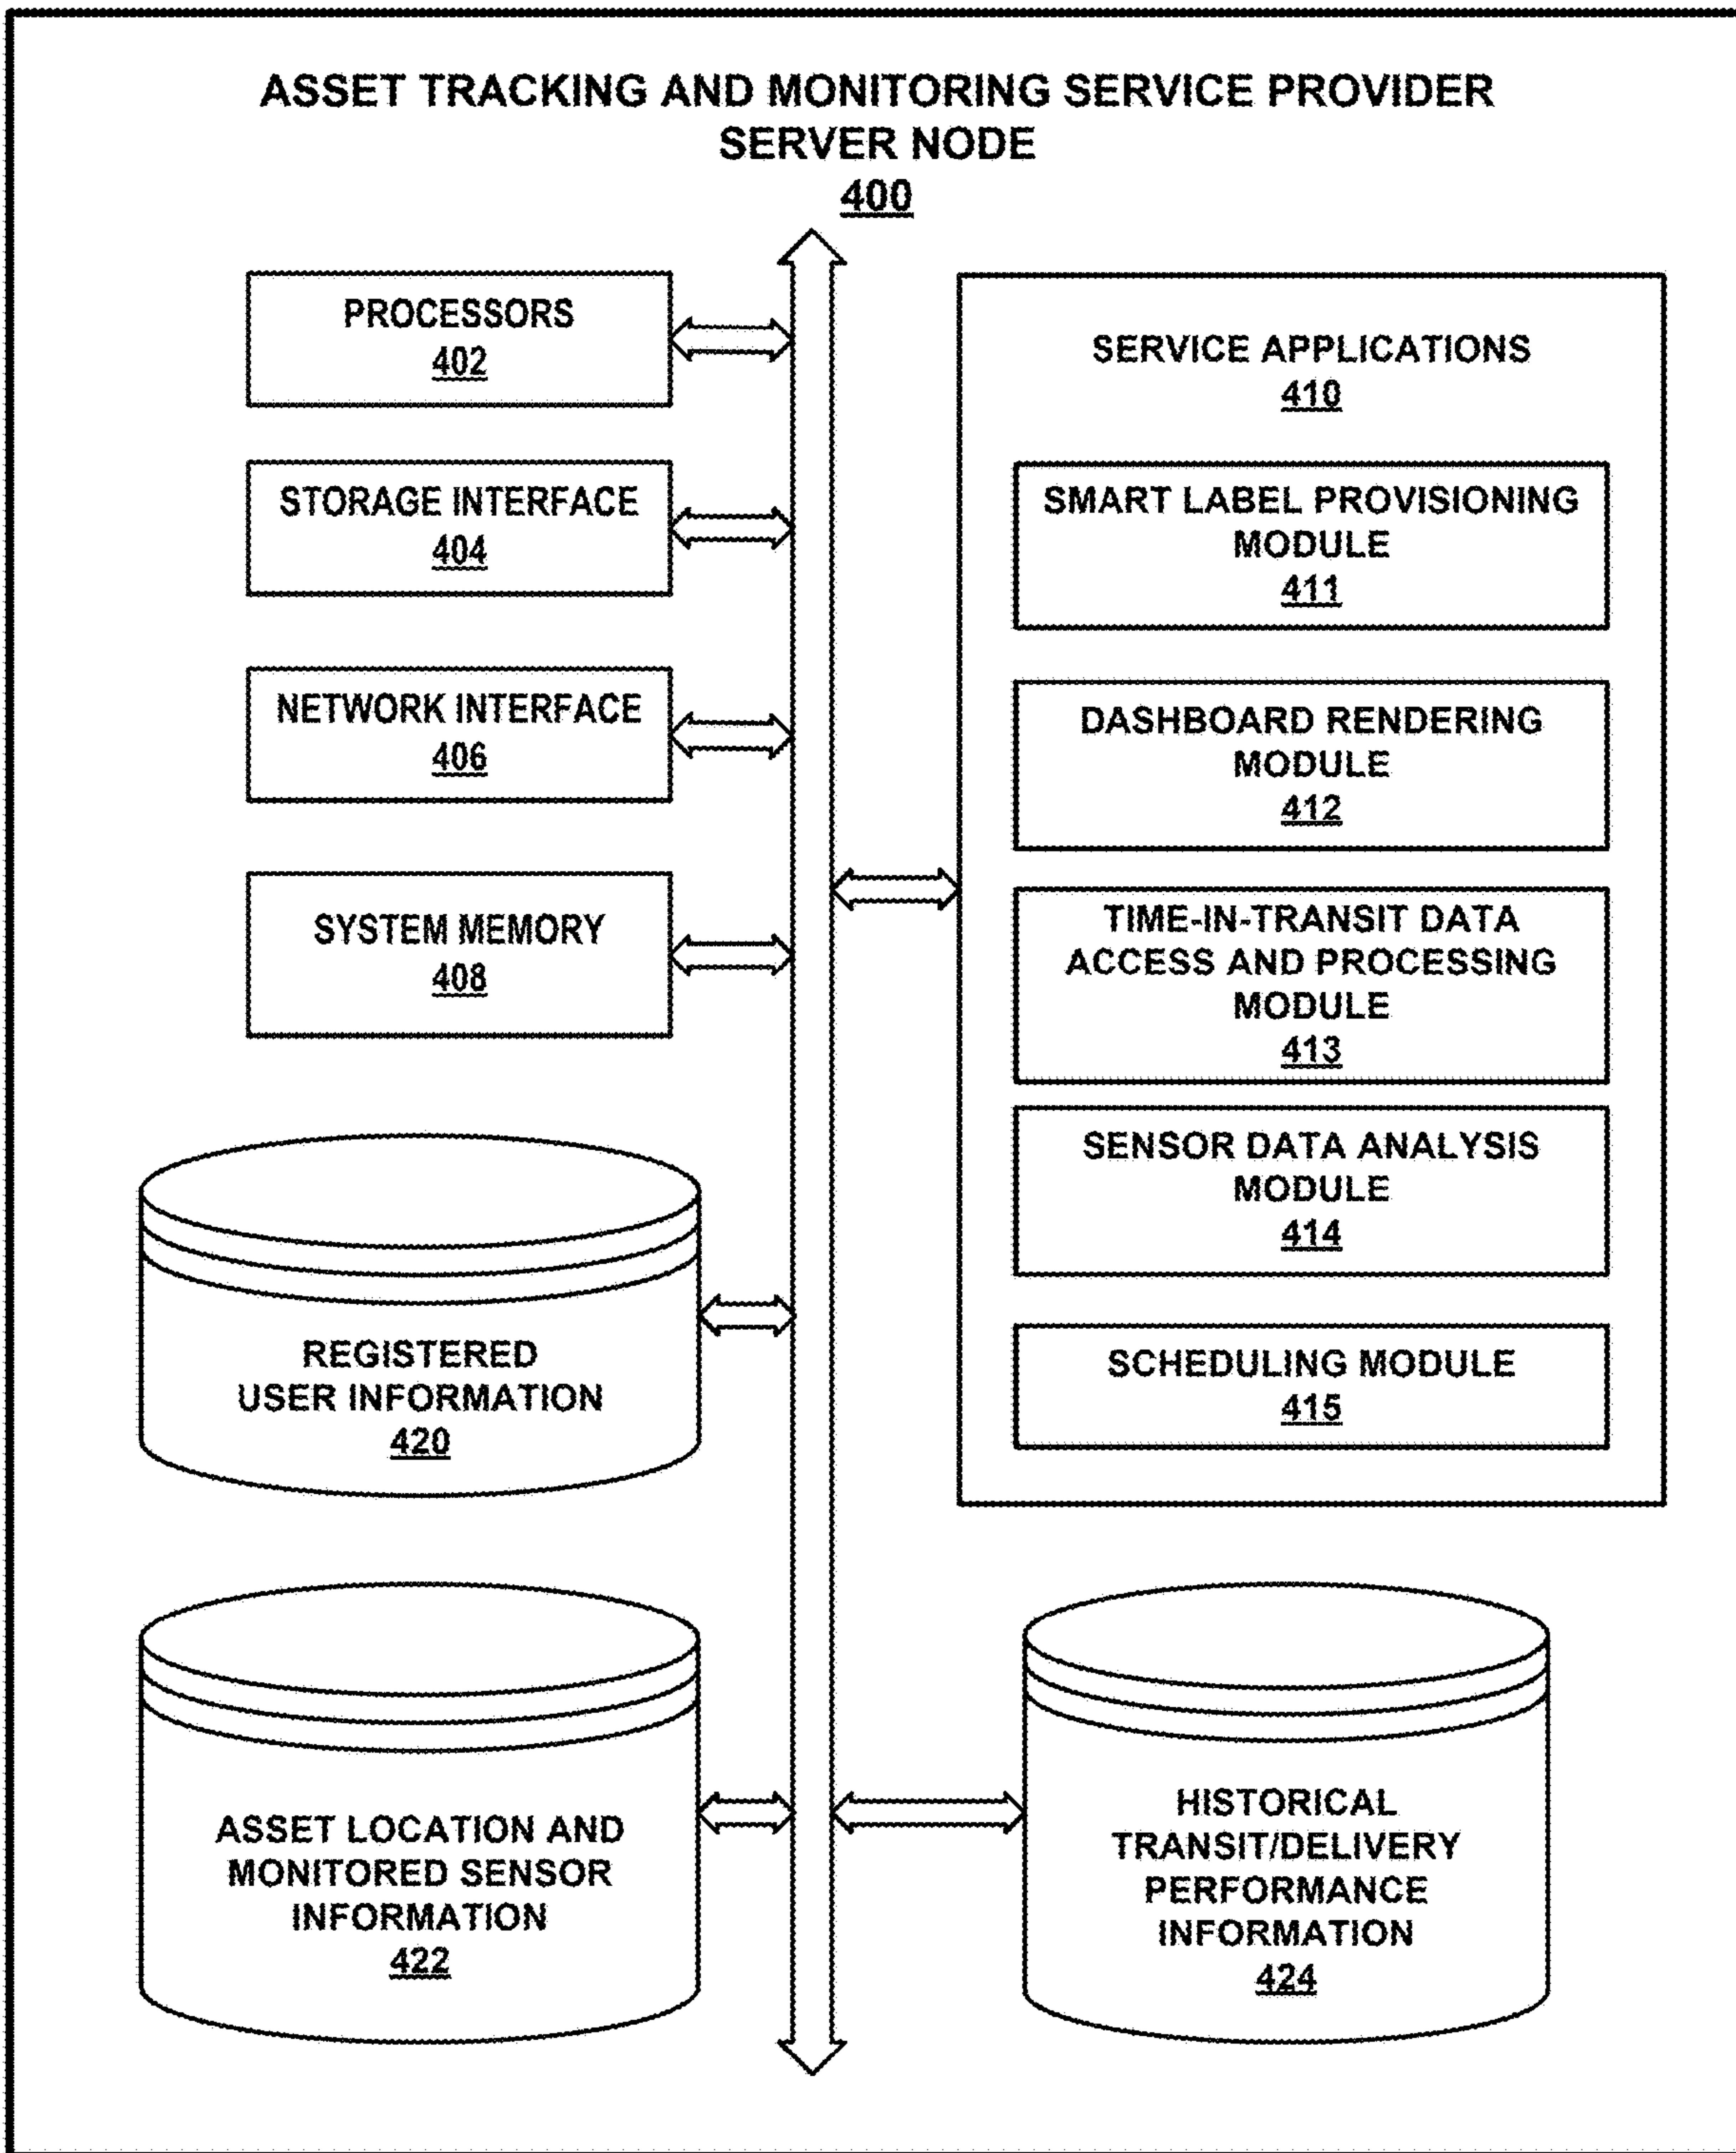 ASSET TRACKING AND MONITORING SERVICE PROVIDER
SERVER NODE
400
PROCESSORS
402
STORAGE INTERFACE
404
NETWORK INTERFACE
406
SYSTEM MEMORY
408
REGISTERED
USER INFORMATION
420
ASSET LOCATION AND
MONITORED SENSOR
INFORMATION
422
SERVICE APPLICATIONS
410
SMART LABEL PROVISIONING
MODULE
411
DASHBOARD RENDERING
MODULE
412
TIME-IN-TRANSIT DATA
ACCESS AND PROCESSING
MODULE
413
SENSOR DATA ANALYSIS
MODULE
414
SCHEDULING MODULE
415
HISTORICAL
TRANSIT/DELIVERY
PERFORMANCE
INFORMATION
424